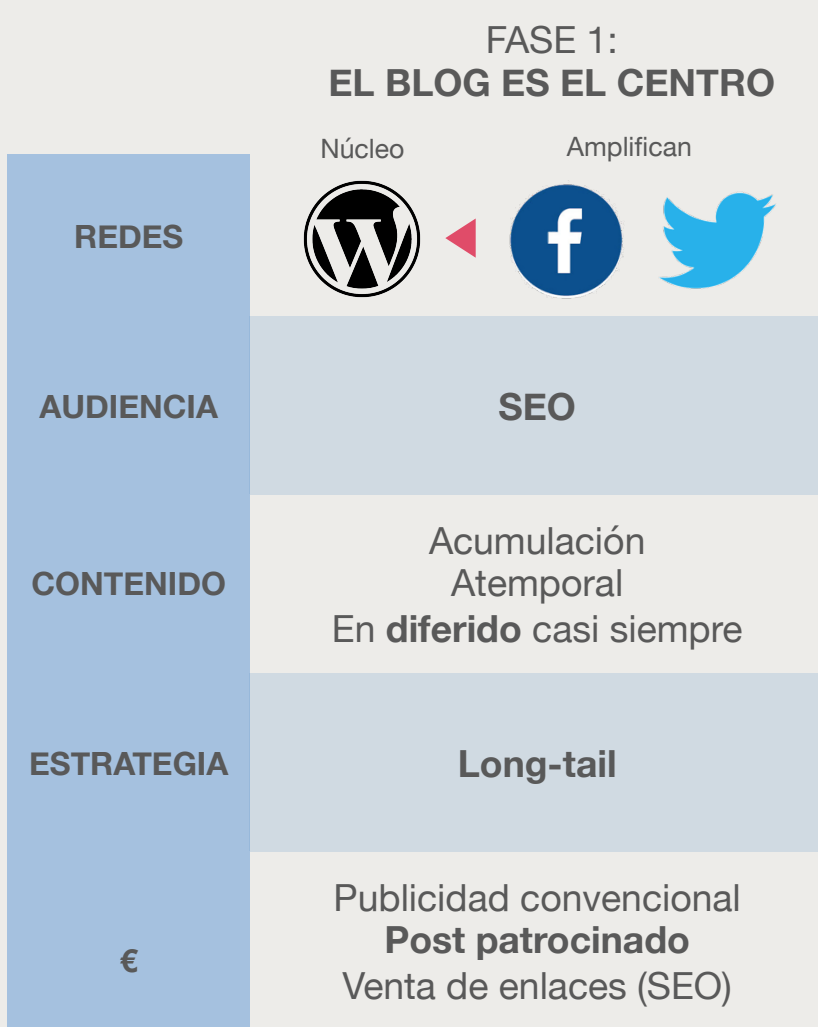 FASE 1:
EL BLOG ES EL CENTRO
Núcleo
Amplifican
REDES
AUDIENCIA
SEO
CONTENIDO
Acumulación
Atemporal
En diferido casi siempre
ESTRATEGIA
Long-tail
€
Publicidad convencional
Post patrocinado
Venta de enlaces (SEO)